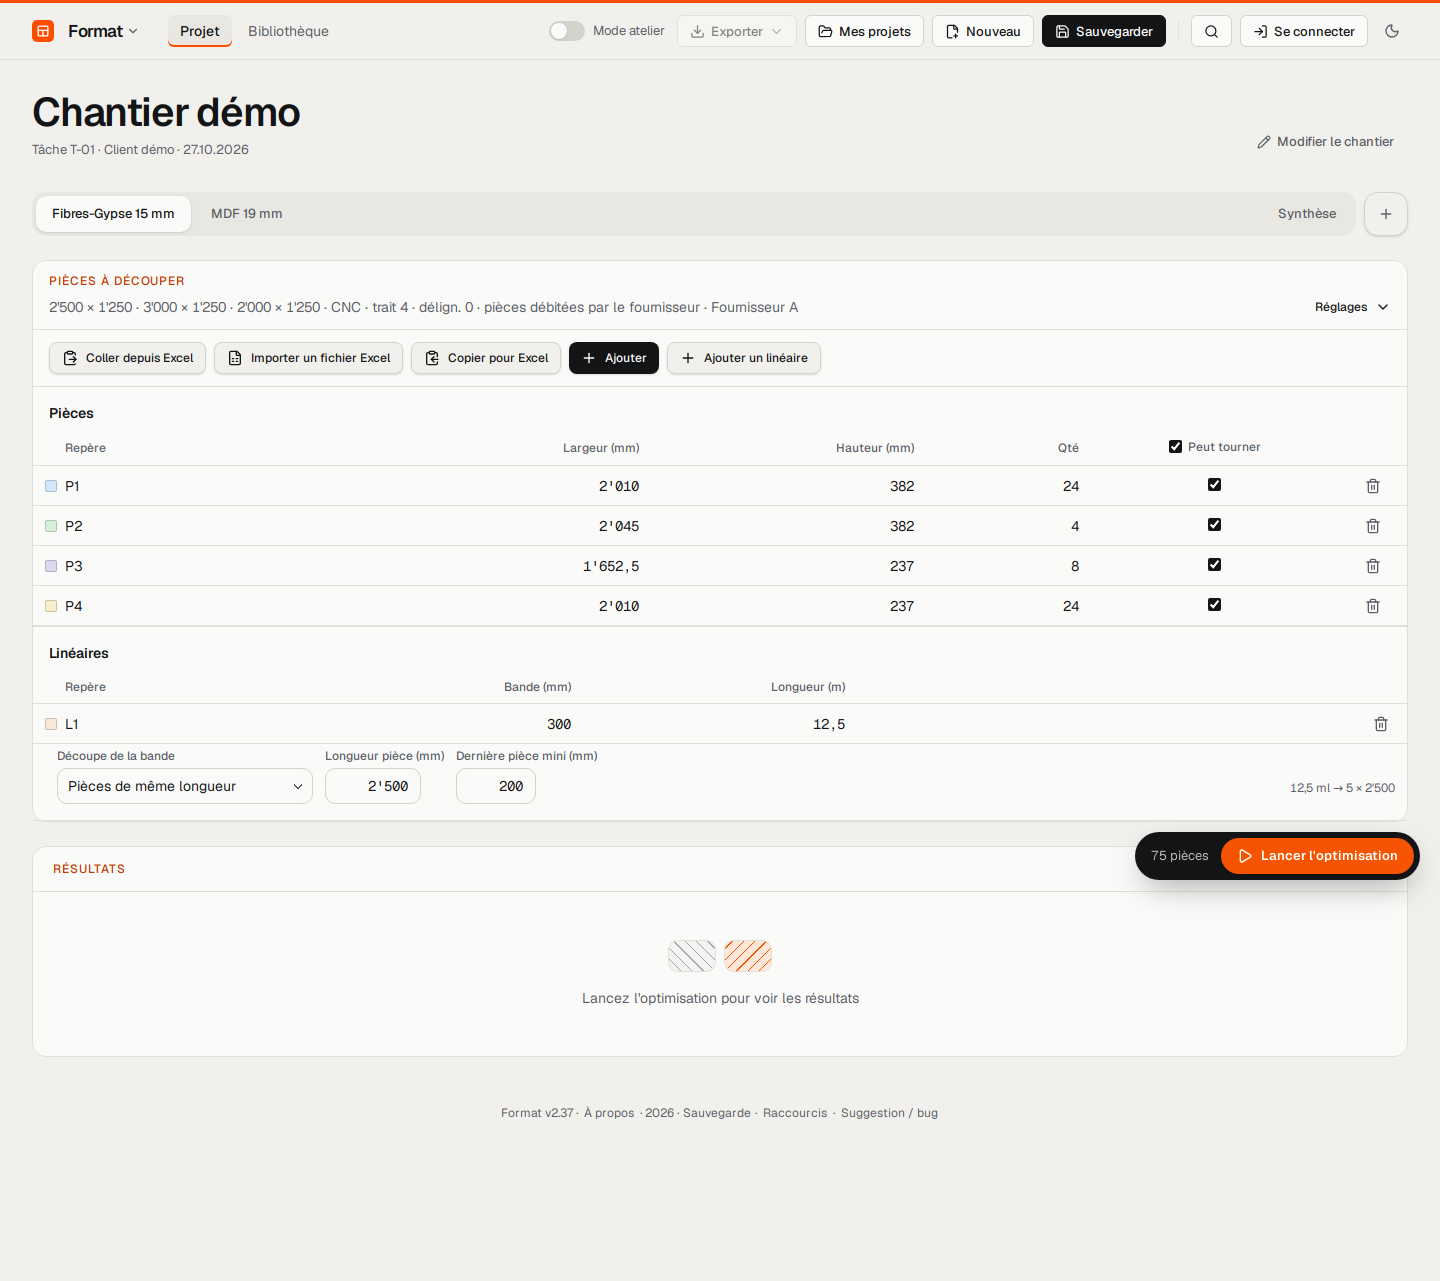 Format Projet Bibliothèque Mode atelier Exporter Mes projets Nouveau Sauvegarder Se connecter
Chantier démo
Tâche T-01 · Client démo · 27.10.2026
Modifier le chantier
Fibres-Gypse 15 mm MDF 19 mm Synthèse
PIÈCES À DÉCOUPER
2'500 × 1'250 · 3'000 × 1'250 · 2'000 × 1'250 · CNC · trait 4 · délign. 0 · pièces débitées par le fournisseur · Fournisseur A Réglages
Coller depuis Excel Importer un fichier Excel Copier pour Excel Ajouter Ajouter un linéaire
Pièces
Repère Largeur (mm) Hauteur (mm) Qté Peut tourner
P1 2'010 382 24
P2 2'045 382 4
P3 1'652,5 237 8
P4 2'010 237 24
Linéaires
Repère Bande (mm) Longueur (m)
L1 300 12,5
Découpe de la bande Longueur pièce (mm) Dernière pièce mini (mm)
Pièces de même longueur 2'500 200 12,5 ml → 5 × 2'500
75 pièces Lancer l'optimisation
RÉSULTATS
Lancez l'optimisation pour voir les résultats
Format v2.37 · À propos · 2026 · Sauvegarde · Raccourcis · Suggestion / bug